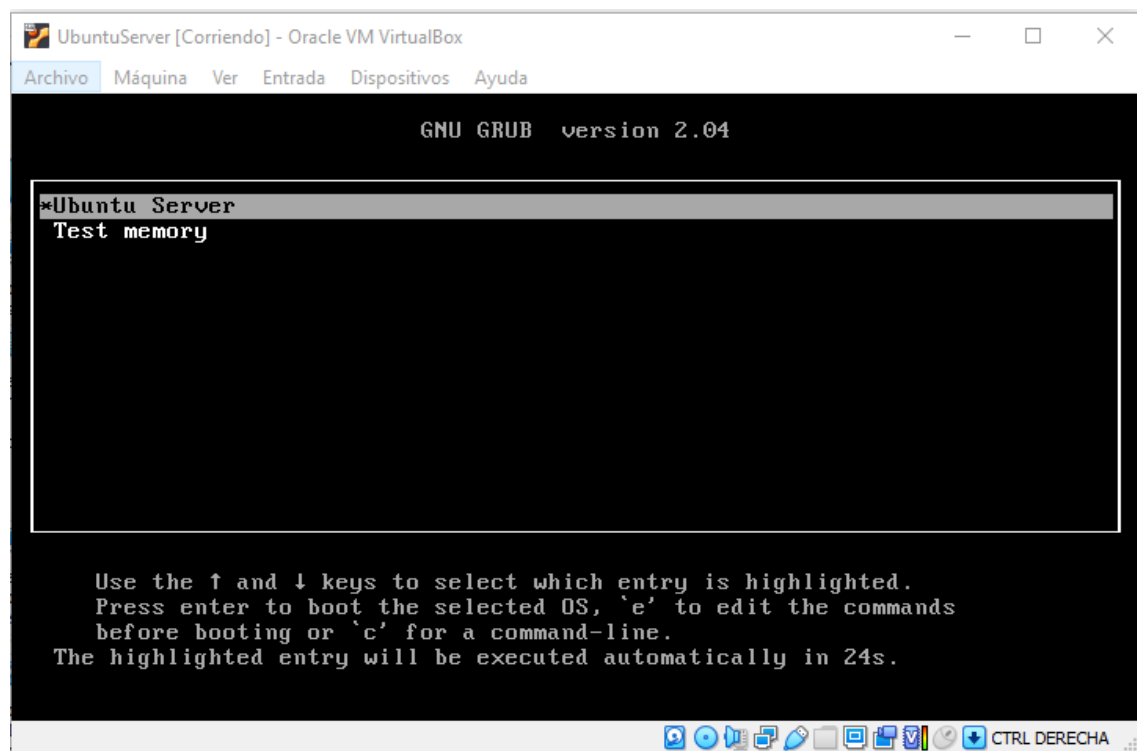 UbuntuServer [Corriendo] - Oracle VM VirtualBox
Archivo Máquina Ver Entrada Dispositivos Ayuda
GNU GRUB version 2.04
*Ubuntu Server
Test memory
Use the ↑ and ↓ keys to select which entry is highlighted.
Press enter to boot the selected OS, `e' to edit the commands
before booting or `c' for a command-line.
The highlighted entry will be executed automatically in 24s.
CTRL DERECHA